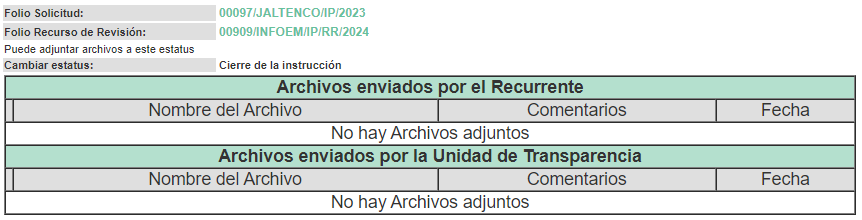 Folio Solicitud: 00097/JALTENCO/IP/2023
Folio Recurso de Revisión: 00909/INFOEM/IP/RR/2024
Puede adjuntar archivos a este estatus
Cambiar estatus: Cierre de la instrucción
Archivos enviados por el Recurrente
Nombre del Archivo Comentarios Fecha
No hay Archivos adjuntos
Archivos enviados por la Unidad de Transparencia
Nombre del Archivo Comentarios Fecha
No hay Archivos adjuntos